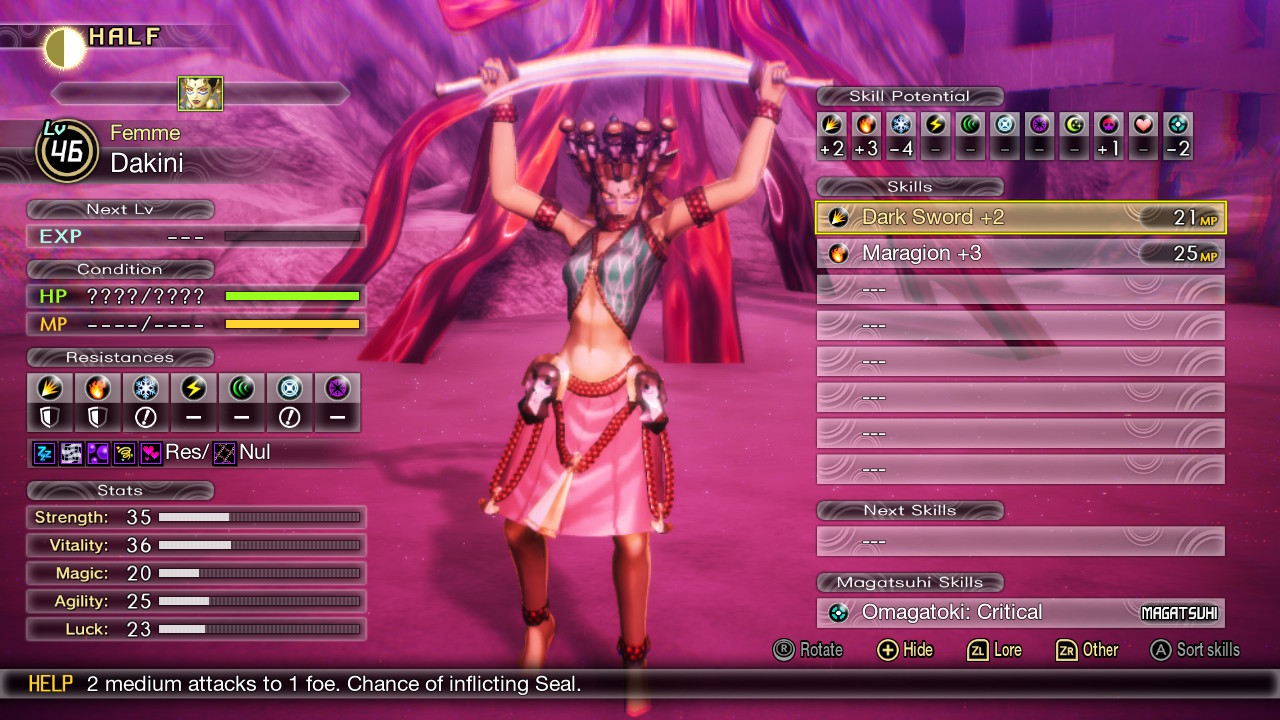 HALF
Lv
46
Femme
Dakini
Next Lv
EXP ---
Condition
HP ????/????
MP ----/----
Resistances
Res/ Nul
Stats
Strength: 35
Vitality: 36
Magic: 20
Agility: 25
Luck: 23
Skill Potential
+2 +3 -4 - - - - - +1 - -2
Skills
Dark Sword +2 21MP
Maragion +3 25MP
---
---
---
---
---
---
Next Skills
---
Magatsuhi Skills
Omagatoki: Critical MAGATSUHI
R Rotate + Hide ZL Lore ZR Other A Sort skills
HELP 2 medium attacks to 1 foe. Chance of inflicting Seal.